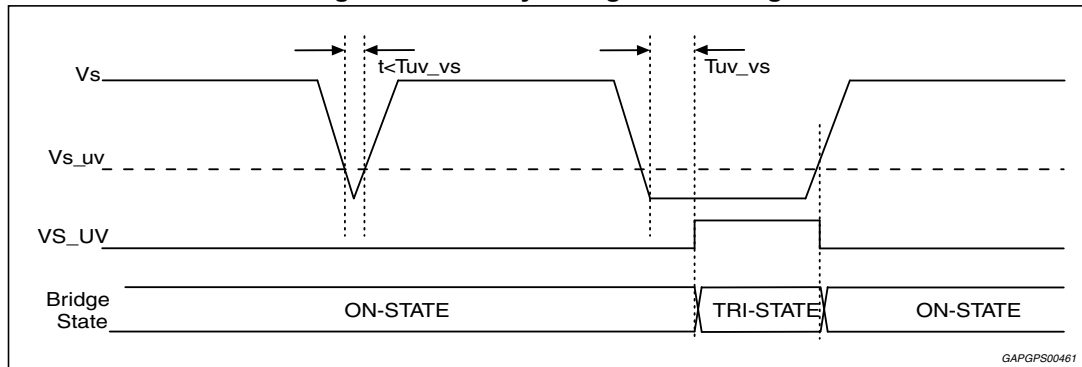 t<Tuv_vs
Tuv_vs
Vs
Vs_uv
VS_UV
Bridge
State
ON-STATE
TRI-STATE
ON-STATE
GAPGPS00461